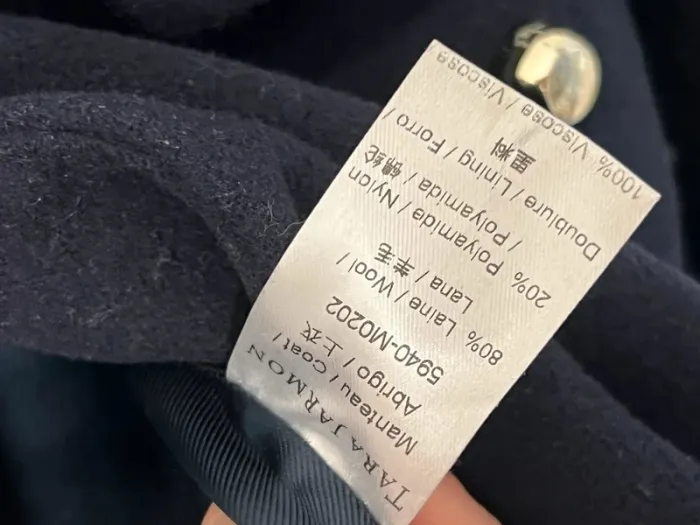 TARA JARMON
Manteau / Coat /
Abrigo / 上衣
5940-M0202
80% Laine / Wool /
Lana / 羊毛
20% Polyamide / Nylon
/ Polyamida / 锦纶
Doublure / Lining / Forro /
里料
100% Viscose / Viscose